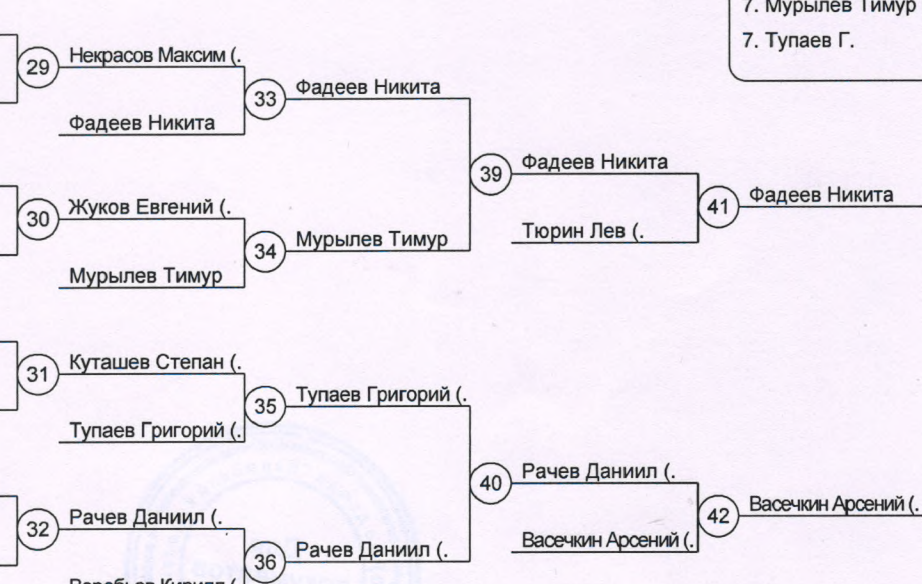 7. Мурылев Тимур
7. Тупаев Г.
29
Некрасов Максим (.
Фадеев Никита
33
Фадеев Никита
30
Жуков Евгений (.
Мурылев Тимур
34
Мурылев Тимур
39
Фадеев Никита
Тюрин Лев (.
41
Фадеев Никита
31
Куташев Степан (.
Тупаев Григорий (.
35
Тупаев Григорий (.
32
Рачев Даниил (.
36
Рачев Даниил (.
40
Рачев Даниил (.
Васечкин Арсений (.
42
Васечкин Арсений (.